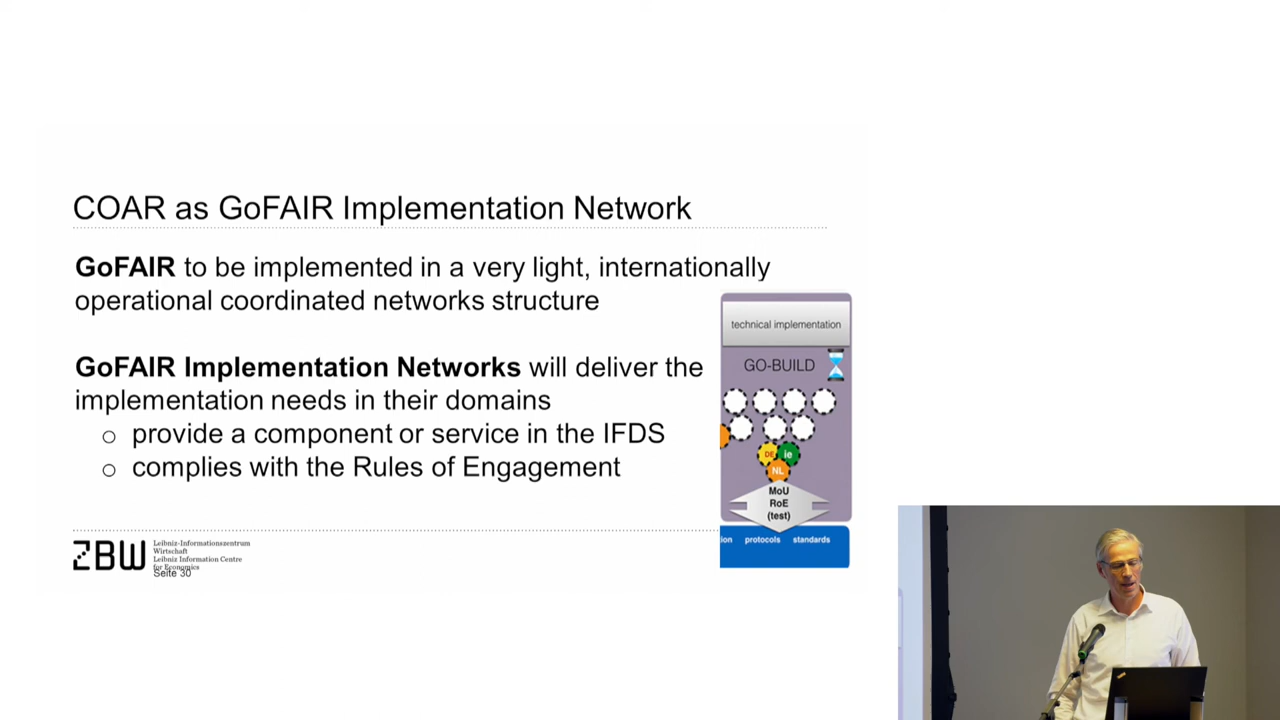 COAR as GoFAIR Implementation Network
GoFAIR to be implemented in a very light, internationally
operational coordinated networks structure
GoFAIR Implementation Networks will deliver the
implementation needs in their domains
o provide a component or service in the IFDS
o complies with the Rules of Engagement
technical implementation
GO-BUILD
DE ie
NL
MoU
RoE
(test)
ion protocols standards
ZBW
Leibniz-Informationszentrum
Wirtschaft
Leibniz Information Centre
for Economics
Seite 30